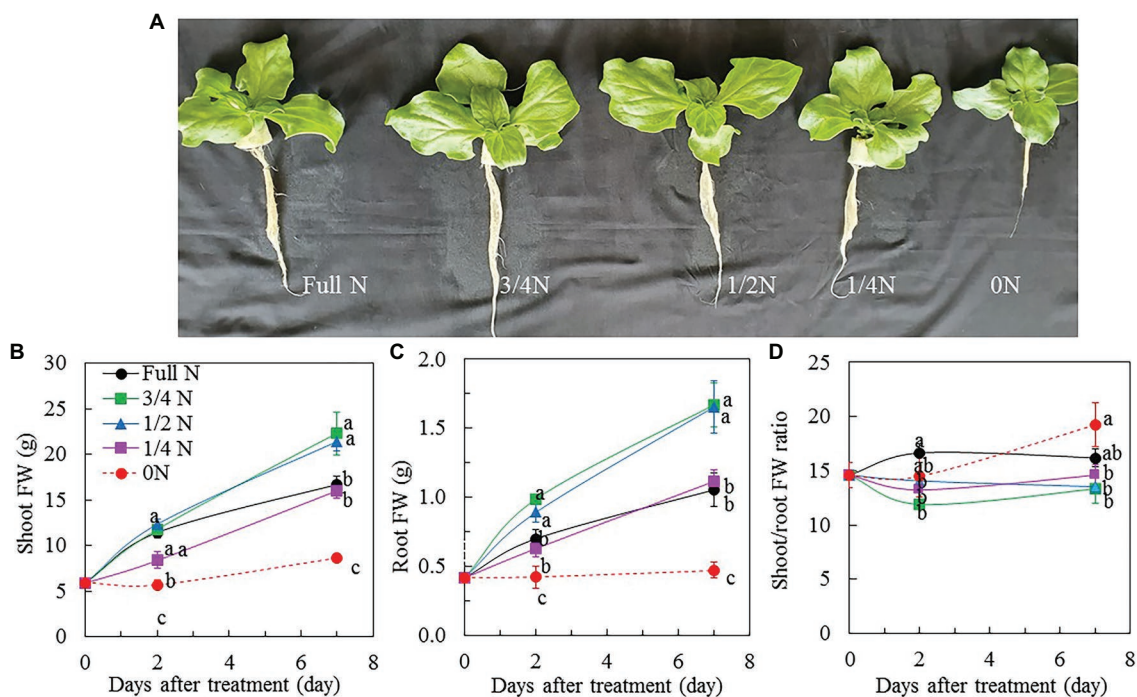 A
Full N
3/4N
1/2N
1/4N
0N
B
30
25
20
15
10
5
0
Shoot FW (g)
Full N
3/4 N
1/2 N
1/4 N
0N
a
a a
b
c
a
a
b
b
c
0 2 4 6 8
Days after treatment (day)
C
2.0
1.5
1.0
0.5
0.0
Root FW (g)
a
a
b
b
c
a
a
b
b
c
0 2 4 6 8
Days after treatment (day)
D
25
20
15
10
5
0
Shoot/root FW ratio
a
ab
b
b
b
a
ab
b
b
b
0 2 4 6 8
Days after treatment (day)